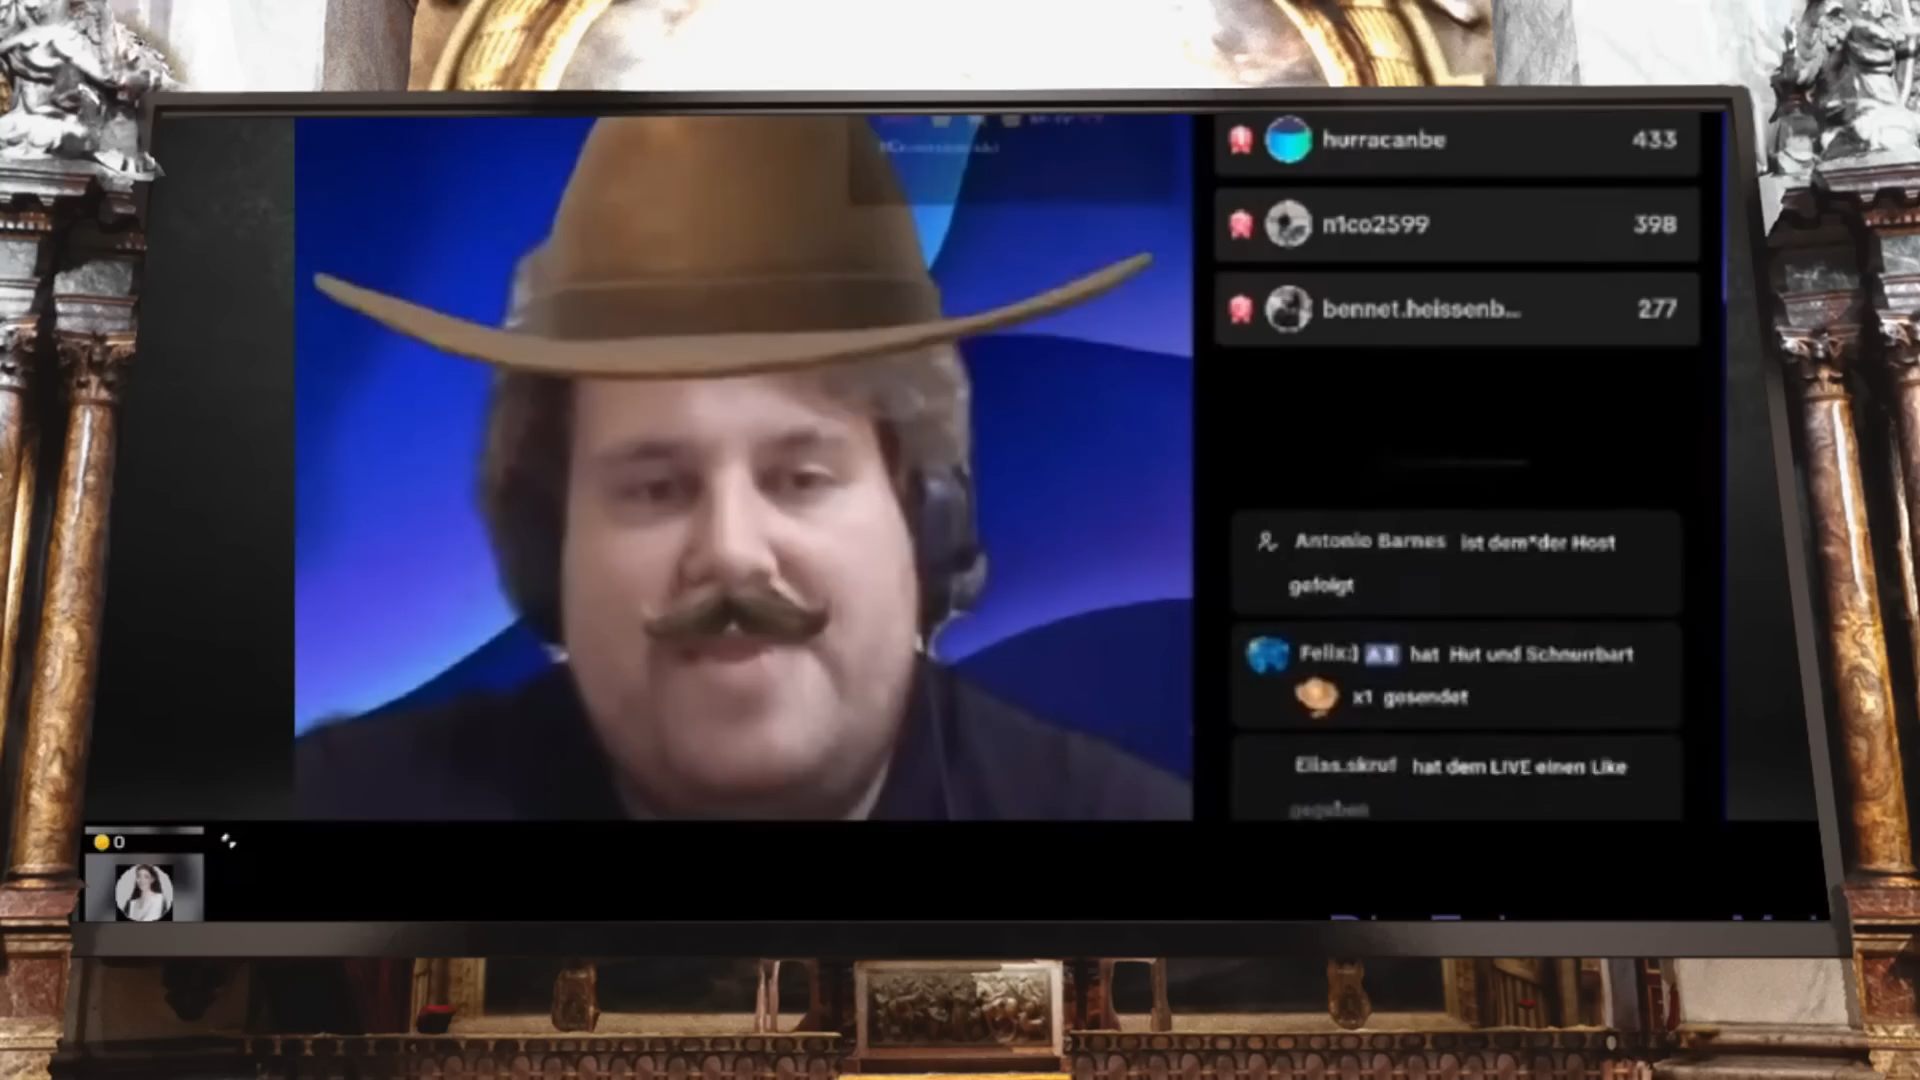 hurracanbe 433
n1co2599 398
bennet.heissenb... 277
Antonio Barnes ist dem*der Host
gefolgt
Felix:) hat Hut und Schnurrbart
x1 gesendet
Elias.skruf hat dem LIVE einen Like
gegeben
0